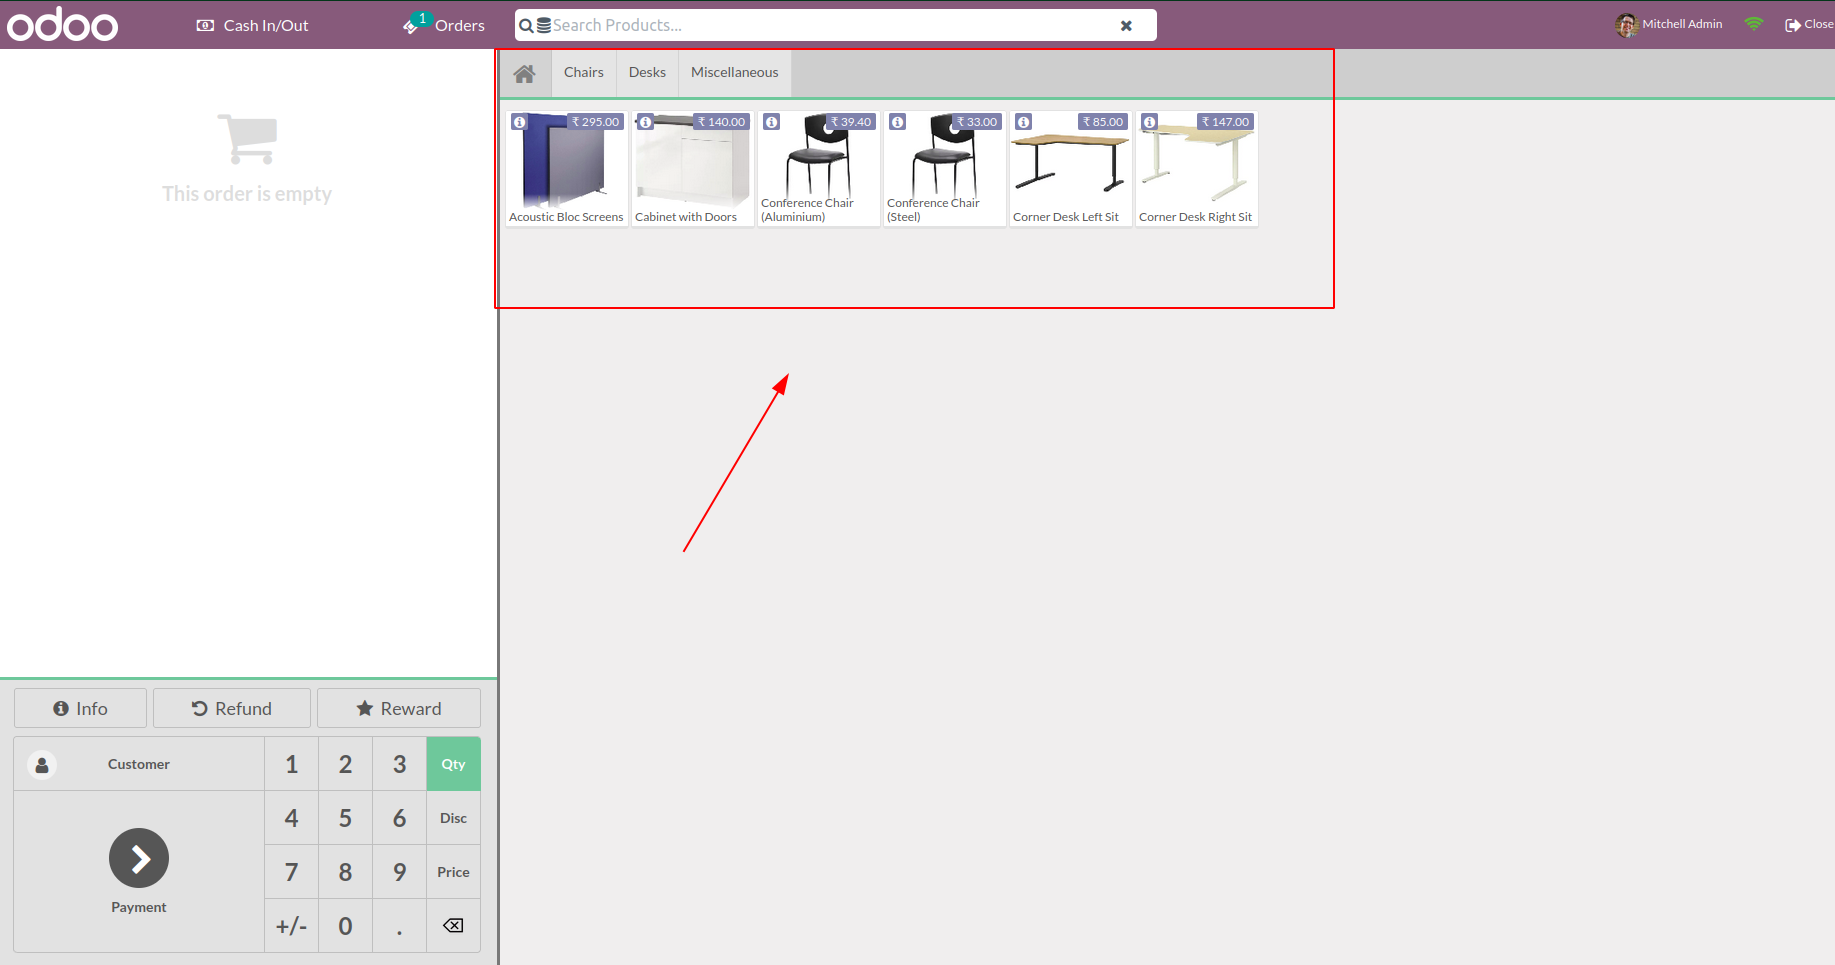 odoo
Cash In/Out
1
Orders
Search Products...
Mitchell Admin
Close
Chairs
Desks
Miscellaneous
₹ 295.00
₹ 140.00
₹ 39.40
₹ 33.00
₹ 85.00
₹ 147.00
Acoustic Bloc Screens
Cabinet with Doors
Conference Chair
(Aluminium)
Conference Chair
(Steel)
Corner Desk Left Sit
Corner Desk Right Sit
This order is empty
Info
Refund
Reward
Customer
1
2
3
Qty
4
5
6
Disc
7
8
9
Price
Payment
+/-
0
.